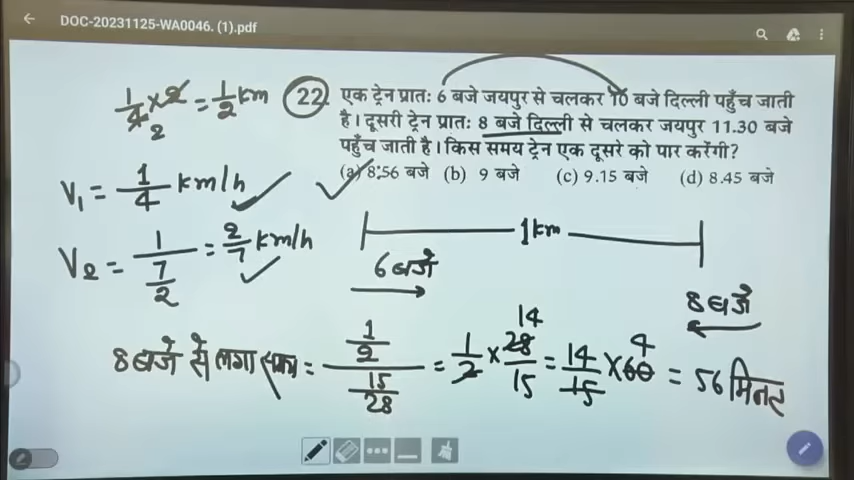 DOC-20231125-WA0046. (1).pdf
1/4 × 2 = 1/2 km
22. एक ट्रेन प्रातः 6 बजे जयपुर से चलकर 10 बजे दिल्ली पहुँच जाती
है। दूसरी ट्रेन प्रातः 8 बजे दिल्ली से चलकर जयपुर 11.30 बजे
पहुँच जाती है। किस समय ट्रेन एक दूसरे को पार करेंगी?
(a) 8.56 बजे (b) 9 बजे (c) 9.15 बजे (d) 8.45 बजे
V₁ = 1/4 km/h
V₂ = 1/(7/2) = 2/7 km/h
1 km
6 बजे
8 बजे
8 बजे से लगा समय = (1/2)/(15/28) = 1/2 × 28/15 = 14/15 × 60 = 56 मिनट